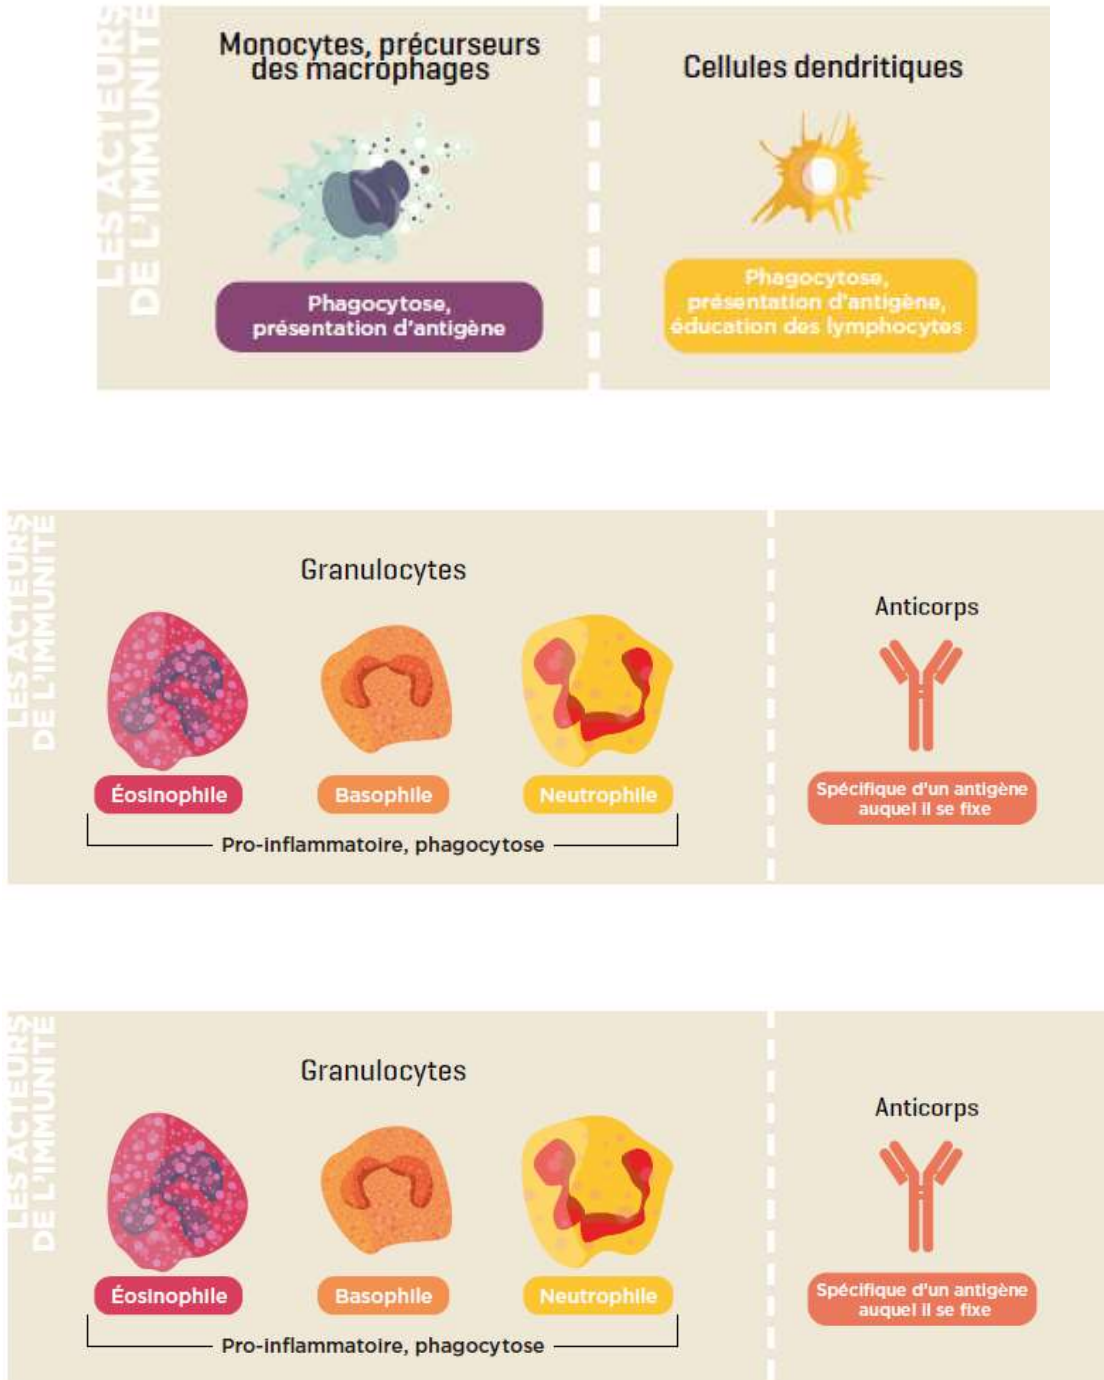 LES ACTEURS
DE L'IMMUNITÉ
Monocytes, précurseurs
des macrophages
Phagocytose,
présentation d'antigène
Cellules dendritiques
Phagocytose,
présentation d'antigène,
éducation des lymphocytes
LES ACTEURS
DE L'IMMUNITÉ
Granulocytes
Éosinophile
Basophile
Neutrophile
Pro-inflammatoire, phagocytose
Anticorps
Spécifique d'un antigène
auquel il se fixe
LES ACTEURS
DE L'IMMUNITÉ
Granulocytes
Éosinophile
Basophile
Neutrophile
Pro-inflammatoire, phagocytose
Anticorps
Spécifique d'un antigène
auquel il se fixe